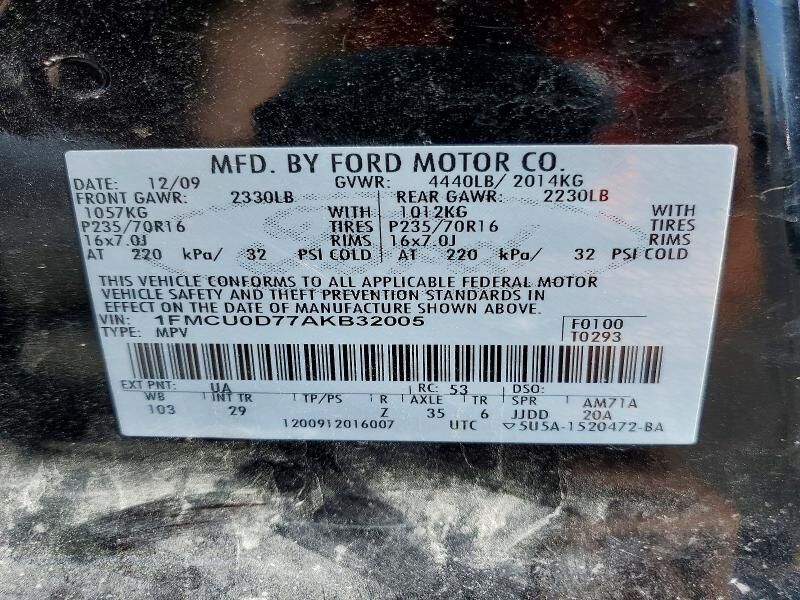 MFD. BY FORD MOTOR CO.
DATE: 12/09 GVWR: 4440LB/ 2014KG
FRONT GAWR: 2330LB REAR GAWR: 2230LB
1057KG WITH 1012KG WITH
P235/70R16 TIRES P235/70R16 TIRES
16x7.0J RIMS 16x7.0J RIMS
AT 220 kPa/ 32 PSI COLD AT 220 kPa/ 32 PSI COLD
THIS VEHICLE CONFORMS TO ALL APPLICABLE FEDERAL MOTOR
VEHICLE SAFETY AND THEFT PREVENTION STANDARDS IN
EFFECT ON THE DATE OF MANUFACTURE SHOWN ABOVE.
VIN: 1FMCU0D77AKB32005 F0100
TYPE: MPV T0293
EXT PNT: UA RC: 53 DSO:
WB INT TR TP/PS R AXLE TR SPR AM71A
103 29 Z 35 6 JJDD 20A
1200912016007 UTC 5U5A-1520472-BA